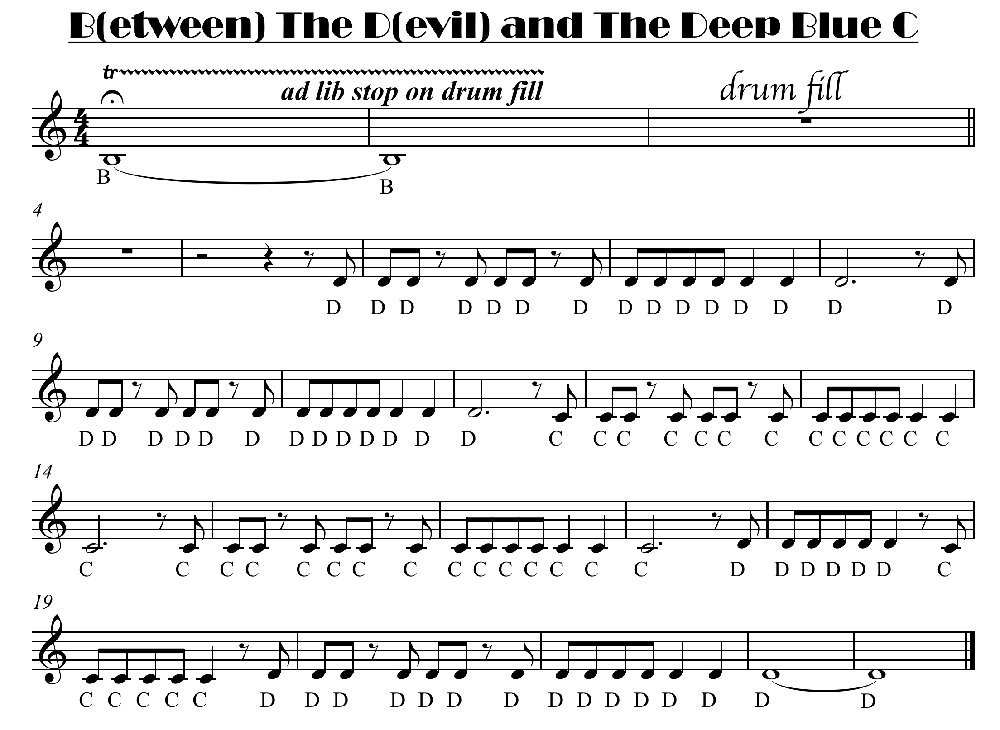 B(etween) The D(evil) and The Deep Blue C
tr
ad lib stop on drum fill drum fill
4
4
B
B
4
D D D D D D D D D D D D D D D
9
D D D D D D D D D D D D D C C C C C C C C C C C C C
14
C C C C C C C C C C C C C C C D D D D D D C
19
C C C C C D D D D D D D D D D D D D D D